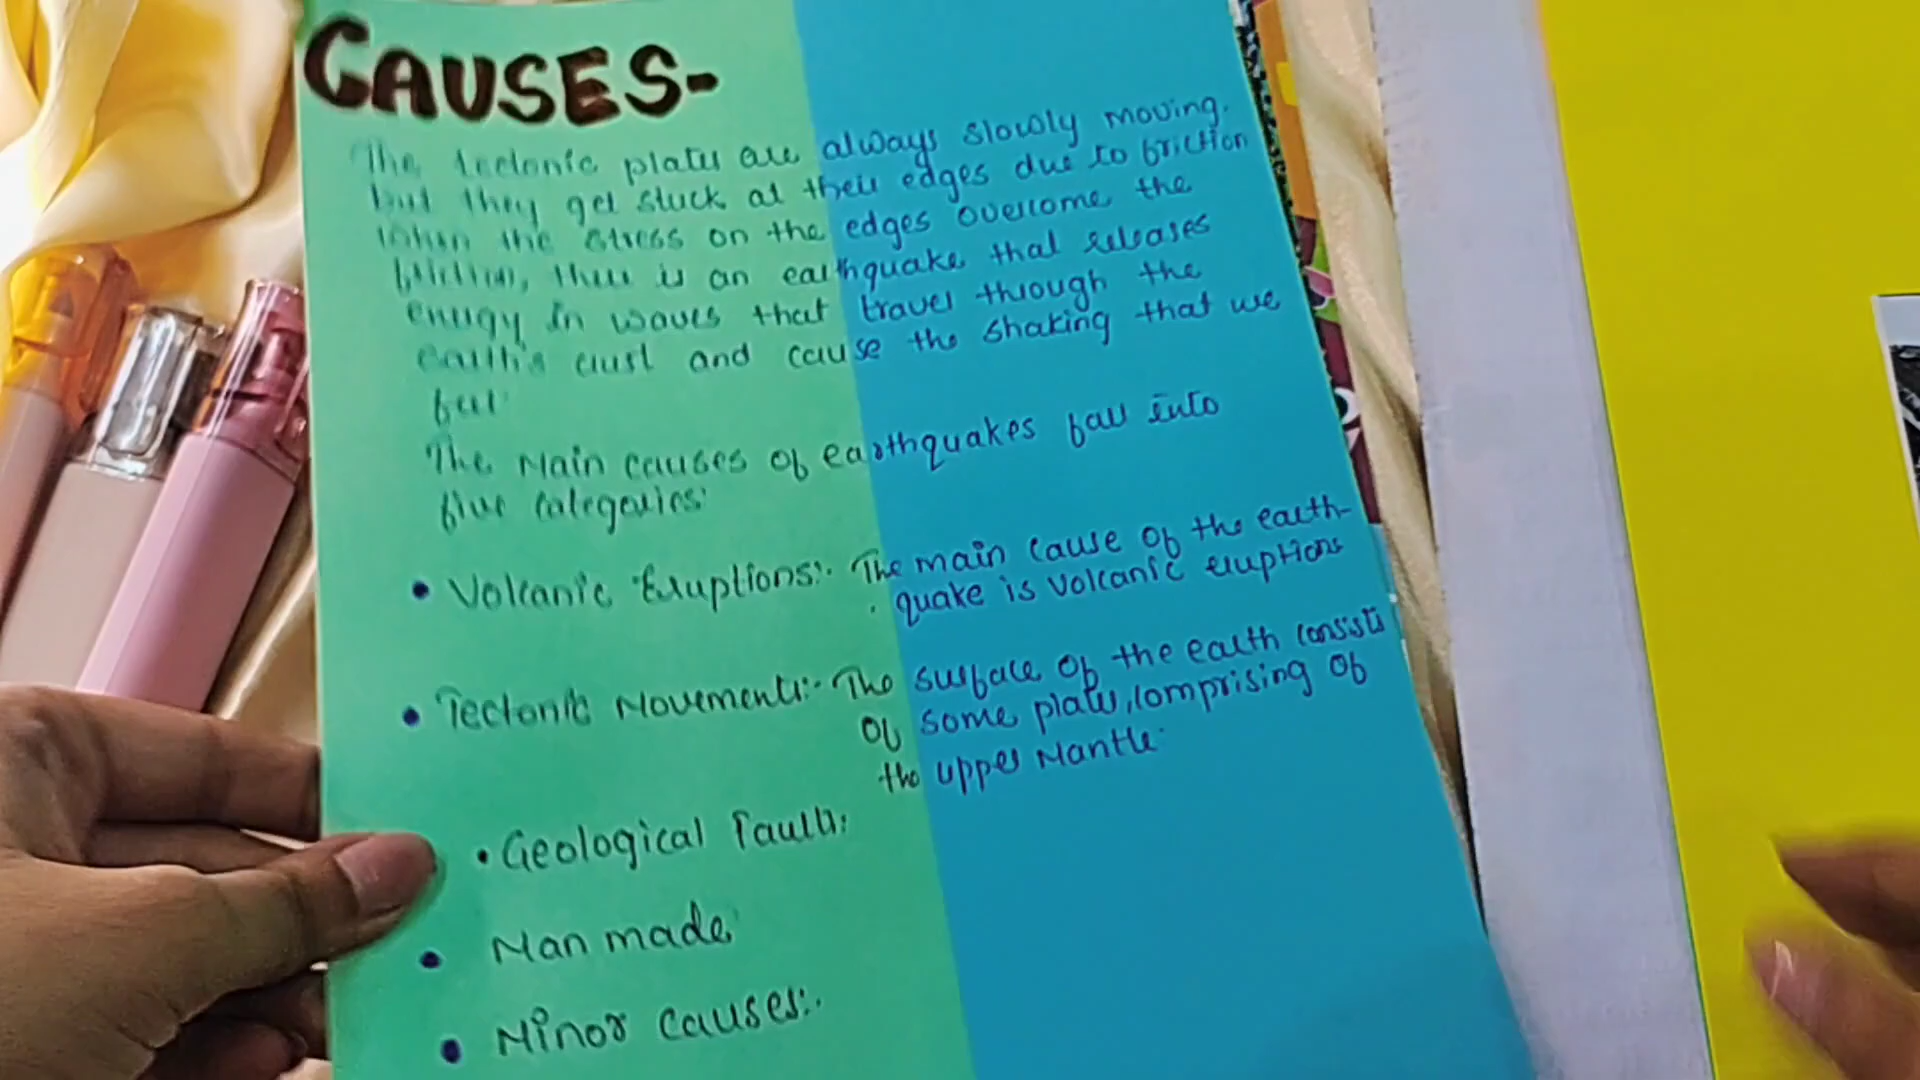 CAUSES-
The tectonic plates are always slowly moving.
but they get stuck at their edges due to friction
when the stress on the edges overcome the
friction, there is an earthquake that releases
energy in waves that travel through the
earth's crust and cause the shaking that we
feel.
The Main causes of earthquakes fall into
five categories:
• Volcanic Eruptions:- The main cause of the earth-
quake is volcanic eruptions
• Tectonic Movements:- The surface of the earth consists
of some plates, comprising of
the upper Mantle.
• Geological Faults:
• Man made
• Minor causes:-